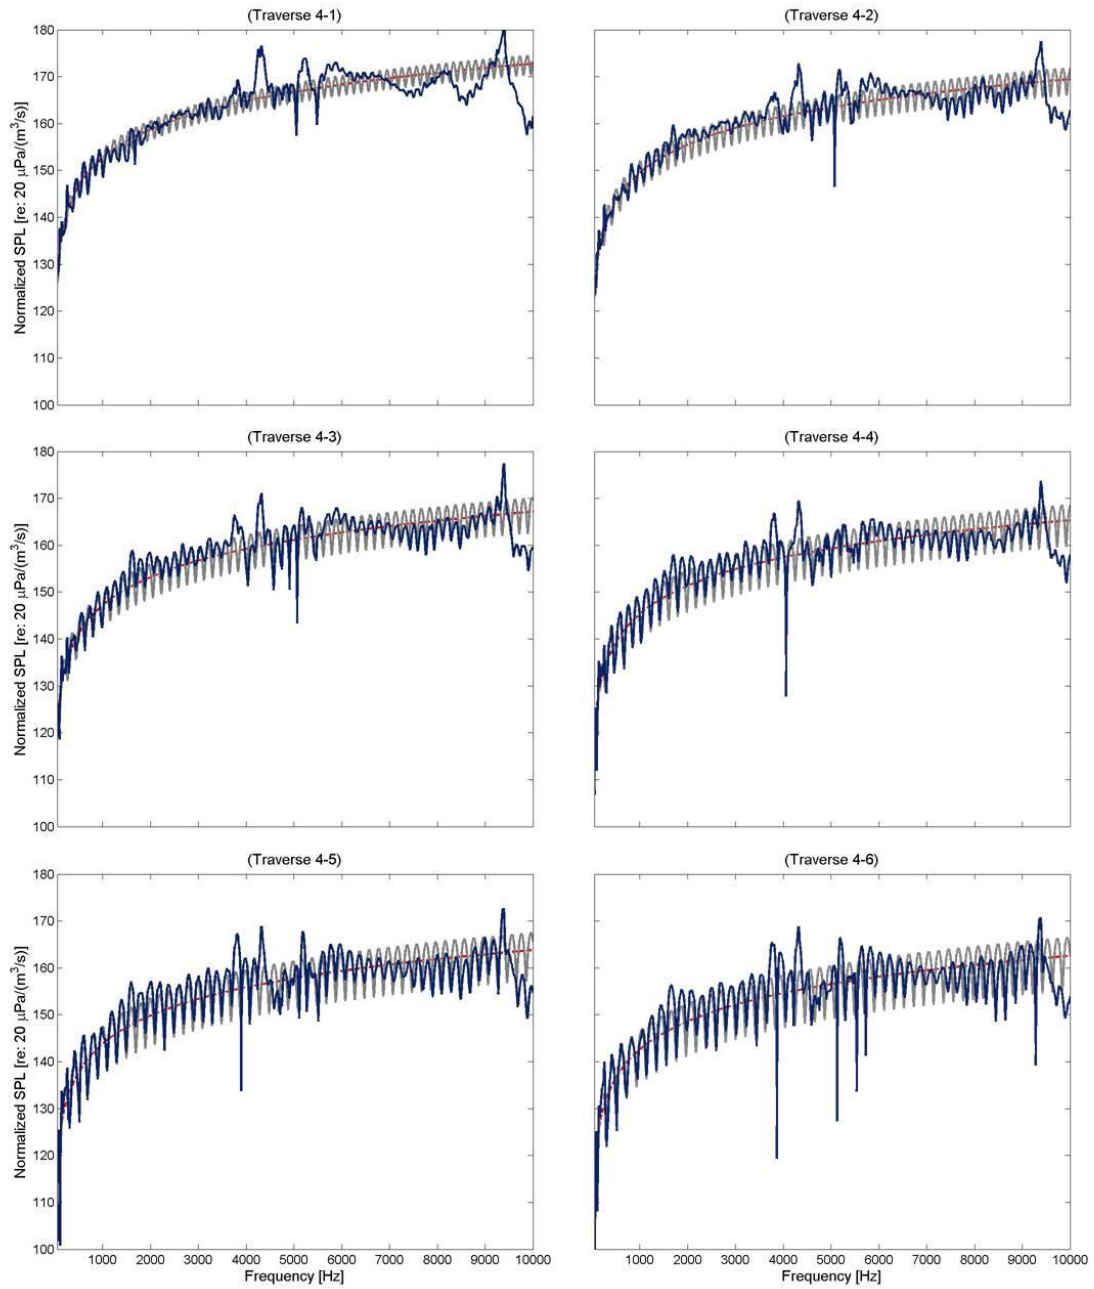 (Traverse 4-1)
(Traverse 4-2)
180
170
160
150
140
130
120
110
100
Normalized SPL [re: 20 μPa/(m³/s)]
(Traverse 4-3)
(Traverse 4-4)
180
170
160
150
140
130
120
110
100
Normalized SPL [re: 20 μPa/(m³/s)]
(Traverse 4-5)
(Traverse 4-6)
180
170
160
150
140
130
120
110
100
Normalized SPL [re: 20 μPa/(m³/s)]
1000 2000 3000 4000 5000 6000 7000 8000 9000 10000
Frequency [Hz]
1000 2000 3000 4000 5000 6000 7000 8000 9000 10000
Frequency [Hz]